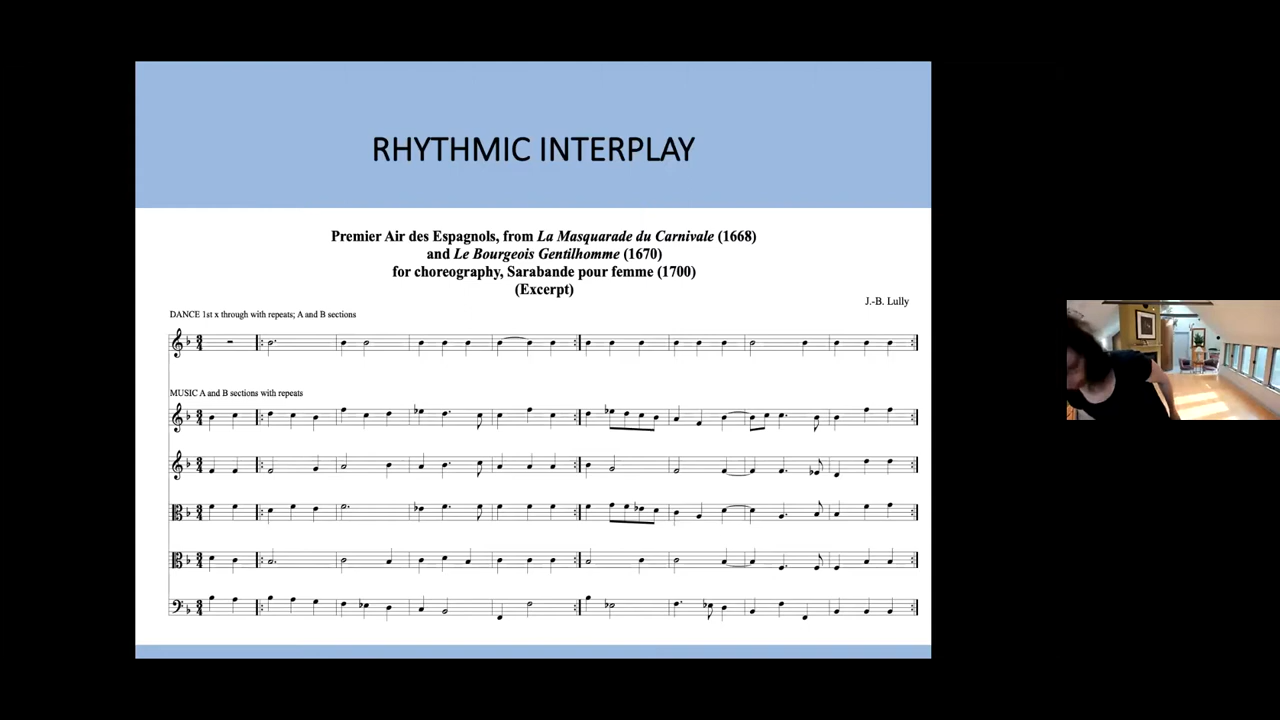 RHYTHMIC INTERPLAY
Premier Air des Espagnols, from La Masquarade du Carnivale (1668)
and Le Bourgeois Gentilhomme (1670)
for choreography, Sarabande pour femme (1700)
(Excerpt)
J.-B. Lully
DANCE 1st x through with repeats; A and B sections
MUSIC A and B sections with repeats